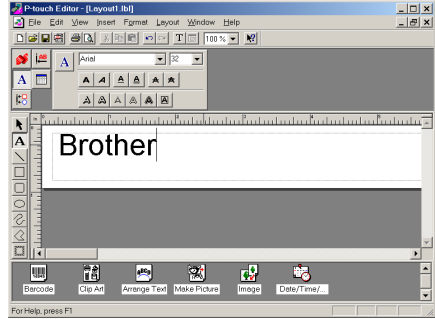 P-touch Editor - [Layout1.lbl]
File Edit View Insert Format Layout Window Help
100 %
Arial 32
Brother
Barcode Clip Art Arrange Text Make Picture Image Date/Time/...
For Help, press F1